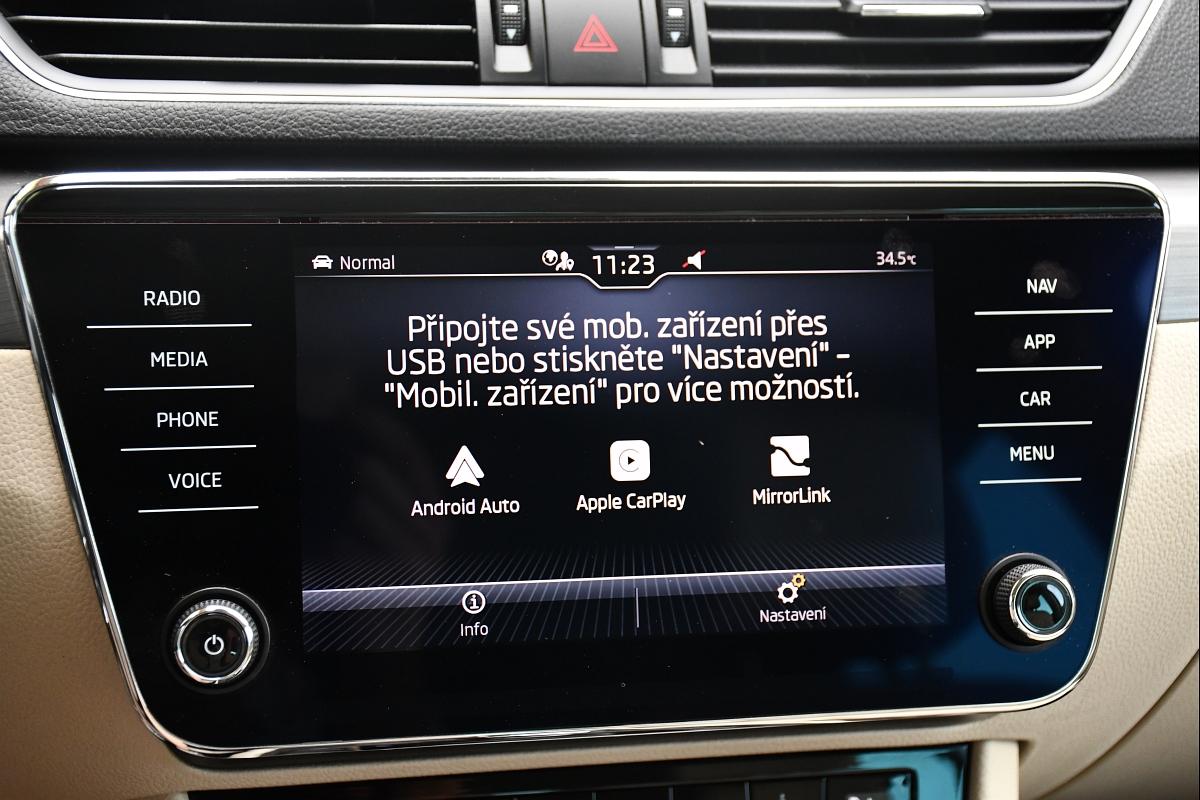 Normal
11:23
34.5°C
RADIO
MEDIA
PHONE
VOICE
Připojte své mob. zařízení přes
USB nebo stiskněte "Nastavení" –
"Mobil. zařízení" pro více možností.
Android Auto
Apple CarPlay
MirrorLink
Info
Nastavení
NAV
APP
CAR
MENU